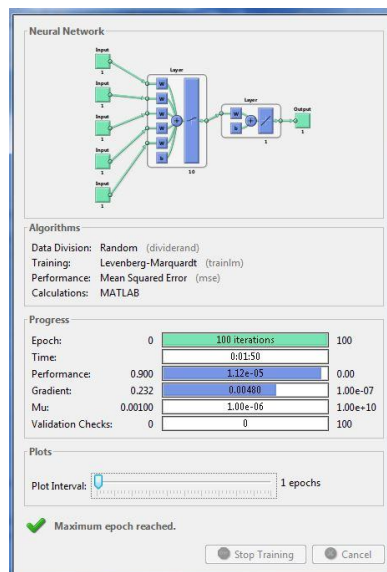 Neural Network
Input
1
Input
1
Input
1
Input
1
Input
1
Layer
W
W
W
W
W
b
+
10
Layer
W
b
+
1
Output
1
Algorithms
Data Division: Random (dividerand)
Training: Levenberg-Marquardt (trainlm)
Performance: Mean Squared Error (mse)
Calculations: MATLAB
Progress
Epoch: 0 100 iterations 100
Time: 0:01:50
Performance: 0.900 1.12e-05 0.00
Gradient: 0.232 0.00480 1.00e-07
Mu: 0.00100 1.00e-06 1.00e+10
Validation Checks: 0 0 100
Plots
Plot Interval: 1 epochs
Maximum epoch reached.
Stop Training Cancel